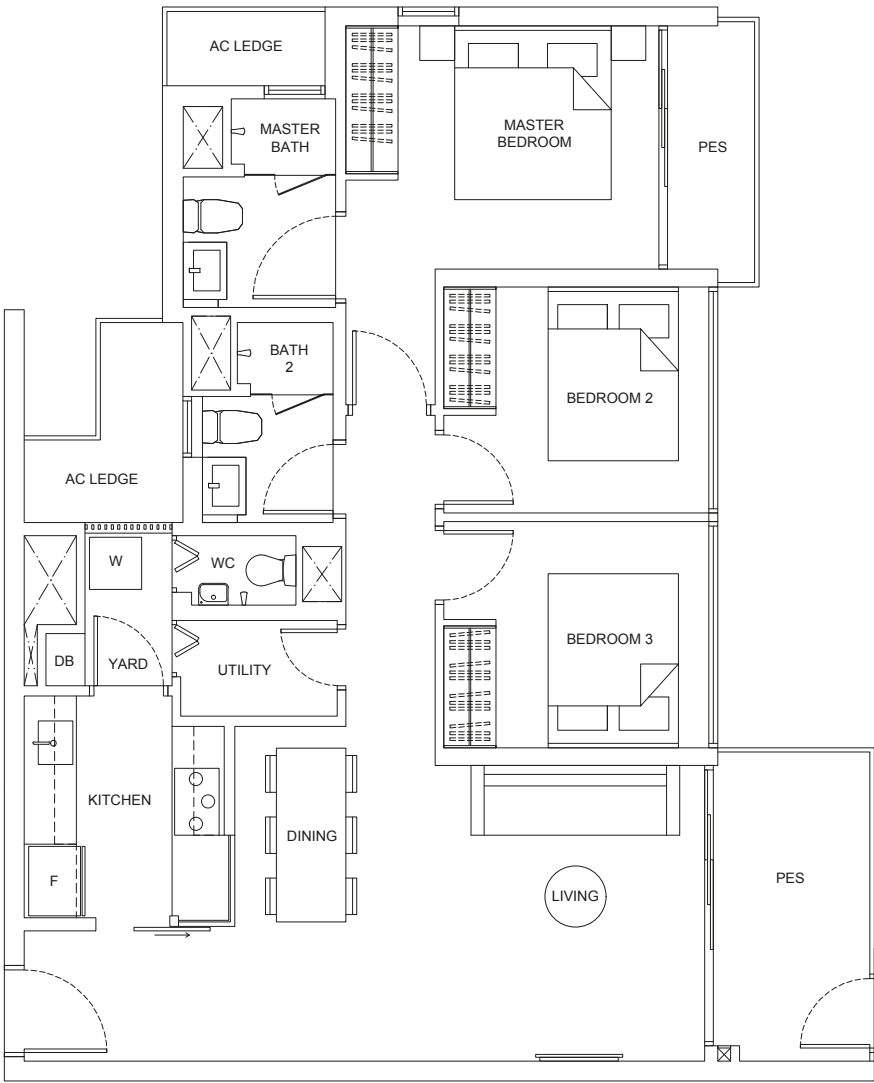 AC LEDGE
MASTER
BATH
MASTER
BEDROOM
PES
BATH
2
BEDROOM 2
AC LEDGE
W
WC
DB
YARD
UTILITY
BEDROOM 3
KITCHEN
DINING
F
LIVING
PES